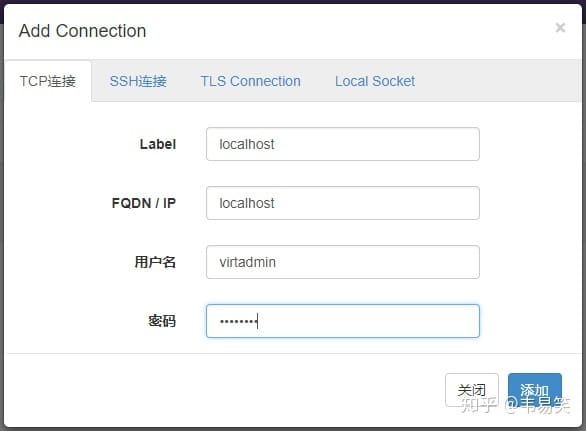 Add Connection ×
TCP连接 SSH连接 TLS Connection Local Socket
Label localhost
FQDN / IP localhost
用户名 virtadmin
密码 ••••••••
关闭 添加
知乎 @韦易笑